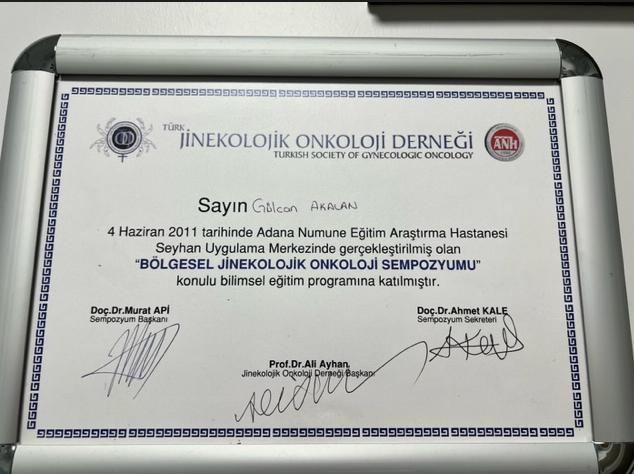 TÜRK
JİNEKOLOJİK ONKOLOJİ DERNEĞİ
TURKISH SOCIETY OF GYNECOLOGIC ONCOLOGY
ANH
Sayın Gülcan AKALAN
4 Haziran 2011 tarihinde Adana Numune Eğitim Araştırma Hastanesi
Seyhan Uygulama Merkezinde gerçekleştirilmiş olan
“BÖLGESEL JİNEKOLOJİK ONKOLOJİ SEMPOZYUMU”
konulu bilimsel eğitim programına katılmıştır.
Doç.Dr.Murat APİ
Sempozyum Başkanı
Doç.Dr.Ahmet KALE
Sempozyum Sekreteri
Prof.Dr.Ali Ayhan
Jinekolojik Onkoloji Derneği Başkanı